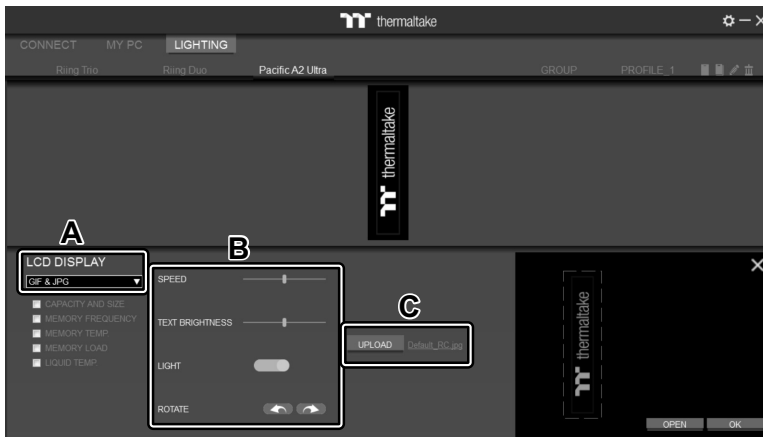 thermaltake
CONNECT MY PC LIGHTING
Riing Trio Riing Duo Pacific A2 Ultra GROUP PROFILE_1
thermaltake
A
LCD DISPLAY
GIF & JPG
CAPACITY AND SIZE
MEMORY FREQUENCY
MEMORY TEMP.
MEMORY LOAD
LIQUID TEMP.
B
SPEED
TEXT BRIGHTNESS
LIGHT
ROTATE
C
UPLOAD Default_RC.jpg
thermaltake
OPEN OK